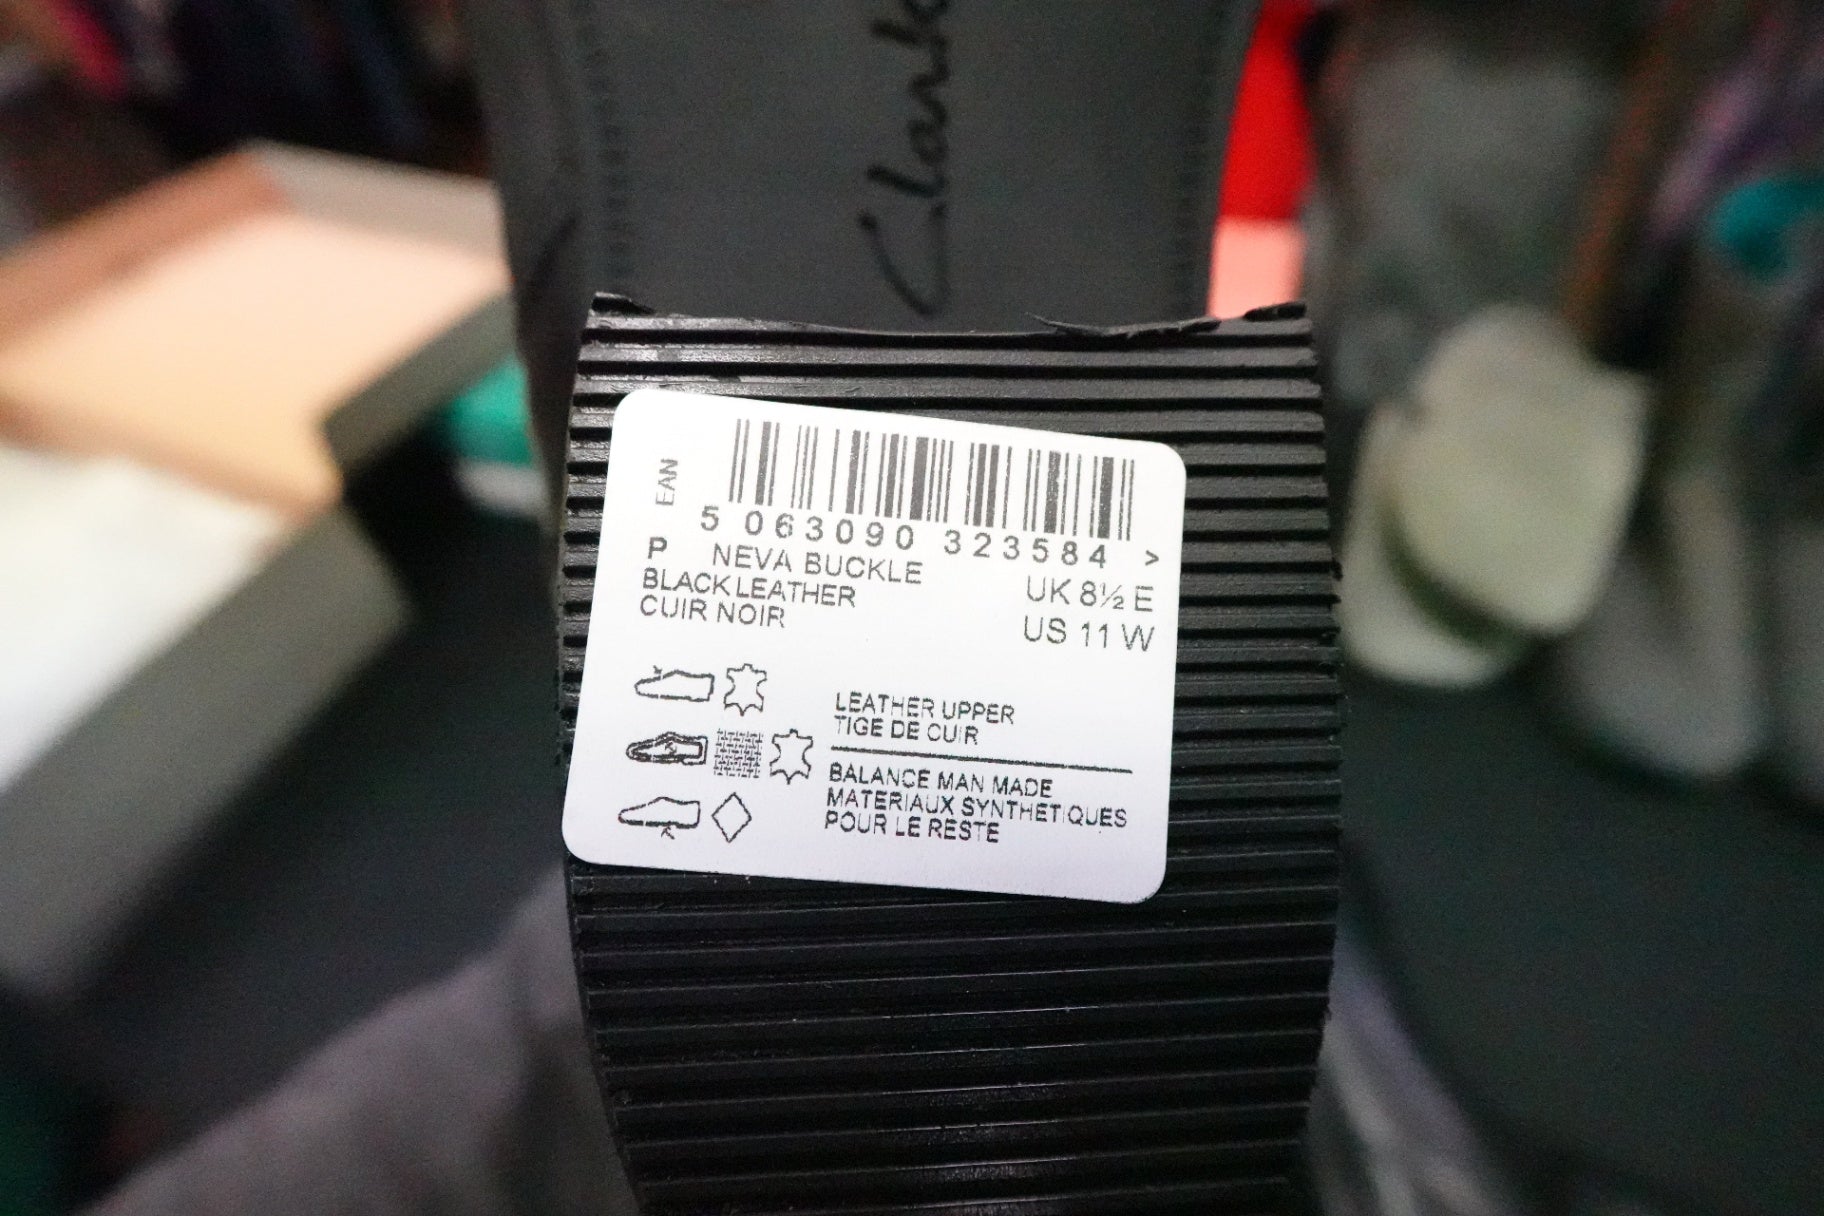 Clarks
EAN
5 063090 323584 >
P NEVA BUCKLE
BLACK LEATHER
CUIR NOIR
UK 8½ E
US 11 W
LEATHER UPPER
TIGE DE CUIR
BALANCE MAN MADE
MATERIAUX SYNTHETIQUES
POUR LE RESTE